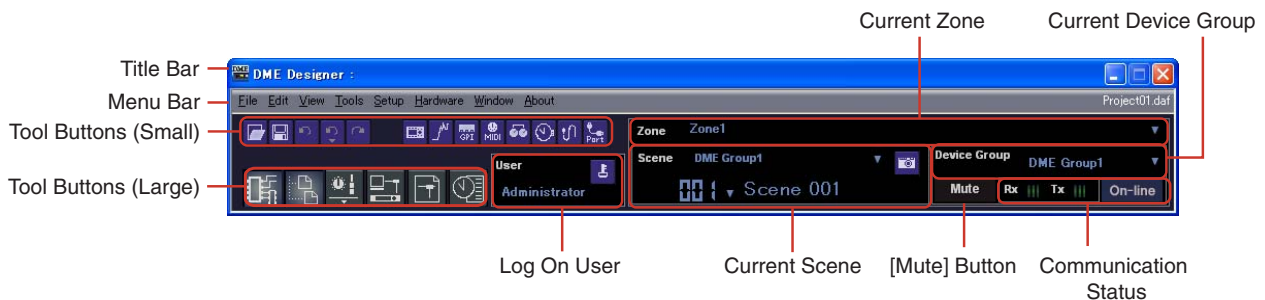 Current Zone
Current Device Group
Title Bar
DME Designer :
Menu Bar
File Edit View Tools Setup Hardware Window About
Project01.daf
Tool Buttons (Small)
GPI MIDI Port
Zone Zone1
Tool Buttons (Large)
User
Administrator
Scene DME Group1
001 Scene 001
Device Group DME Group1
Mute Rx Tx On-line
Log On User
Current Scene
[Mute] Button
Communication
Status